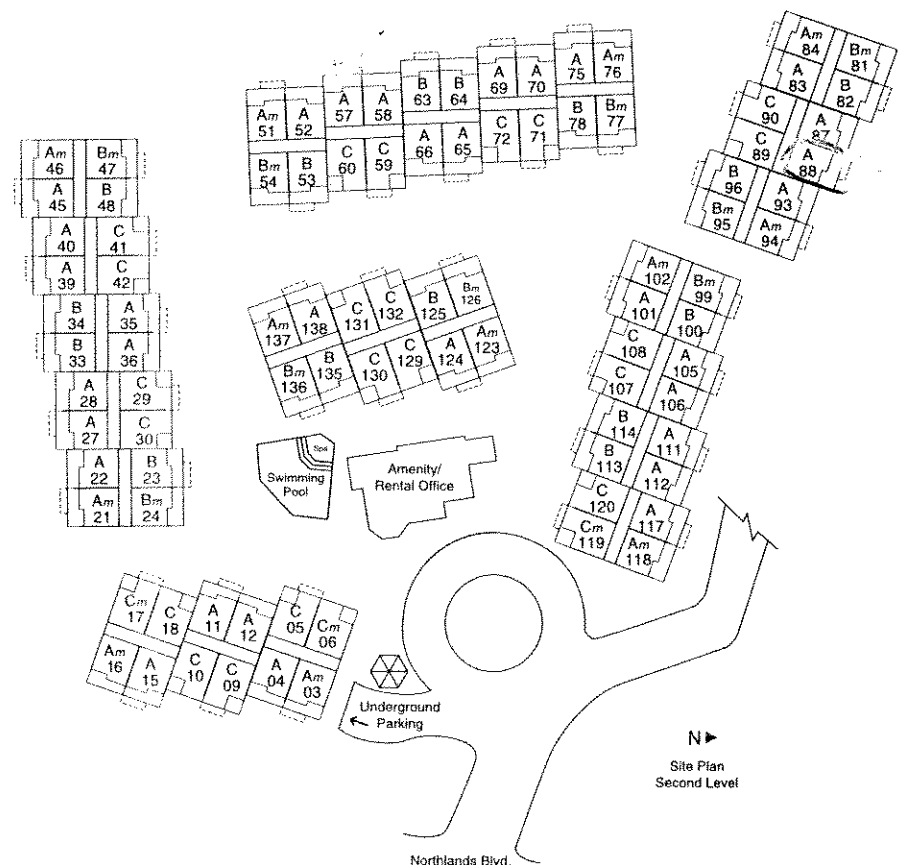 Am 51
A 52
A 57
A 58
B 63
B 64
A 69
A 70
A 75
Am 76
Bm 54
B 53
C 60
C 59
A 66
A 65
C 72
C 71
B 78
Bm 77
Am 84
Bm 81
A 83
B 82
C 90
A 87
C 89
A 88
B 96
A 93
Bm 95
Am 94
Am 46
Bm 47
A 45
B 48
A 40
C 41
A 39
C 42
B 34
A 35
B 33
A 36
A 28
C 29
A 27
C 30
A 22
B 23
Am 21
Bm 24
Am 137
A 138
C 131
C 132
B 125
Bm 126
Bm 136
B 135
C 130
C 129
A 124
Am 123
Am 102
Bm 99
A 101
B 100
C 108
A 105
C 107
A 106
B 114
A 111
B 113
A 112
C 120
A 117
Cm 119
Am 118
Spa
Swimming
Pool
Amenity/
Rental Office
Cm 17
C 18
A 11
A 12
C 05
Cm 06
Am 16
A 15
C 10
C 09
A 04
Am 03
Underground
Parking
N
Site Plan
Second Level
Northlands Blvd.